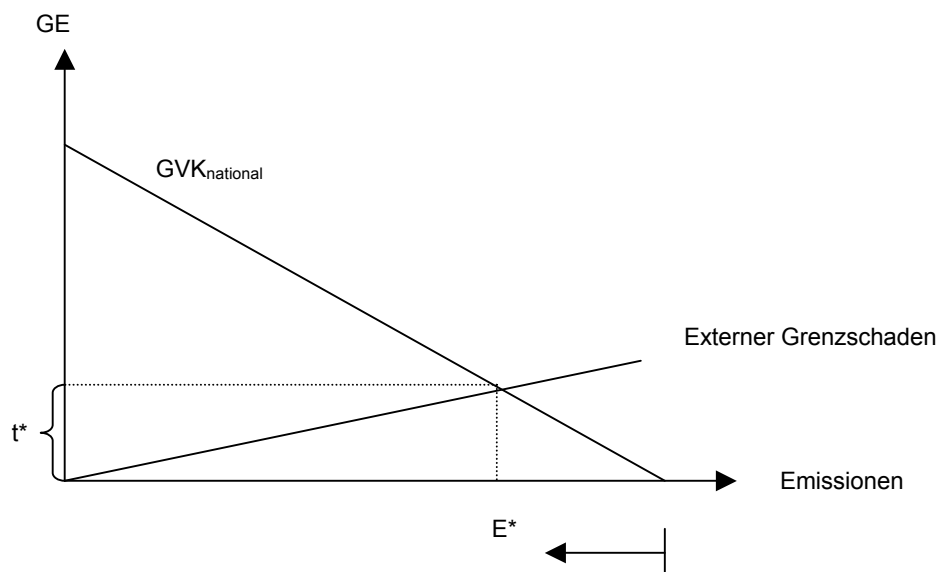 GE
GVKnational
Externer Grenzschaden
t*
Emissionen
E*